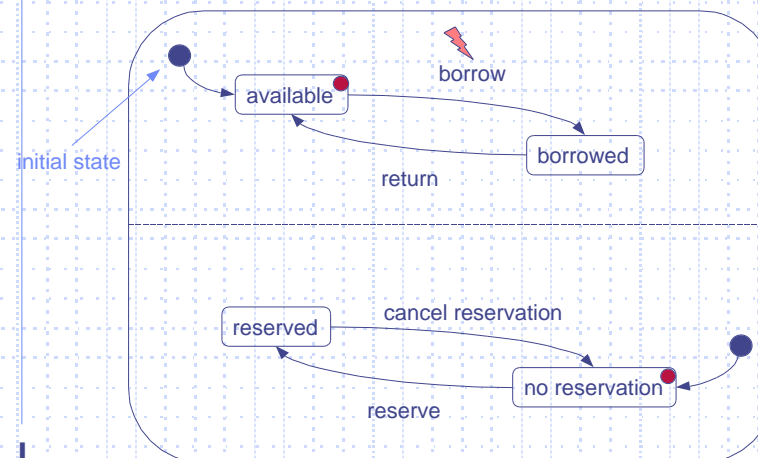 borrow
available
initial state
borrowed
return
cancel reservation
reserved
no reservation
reserve